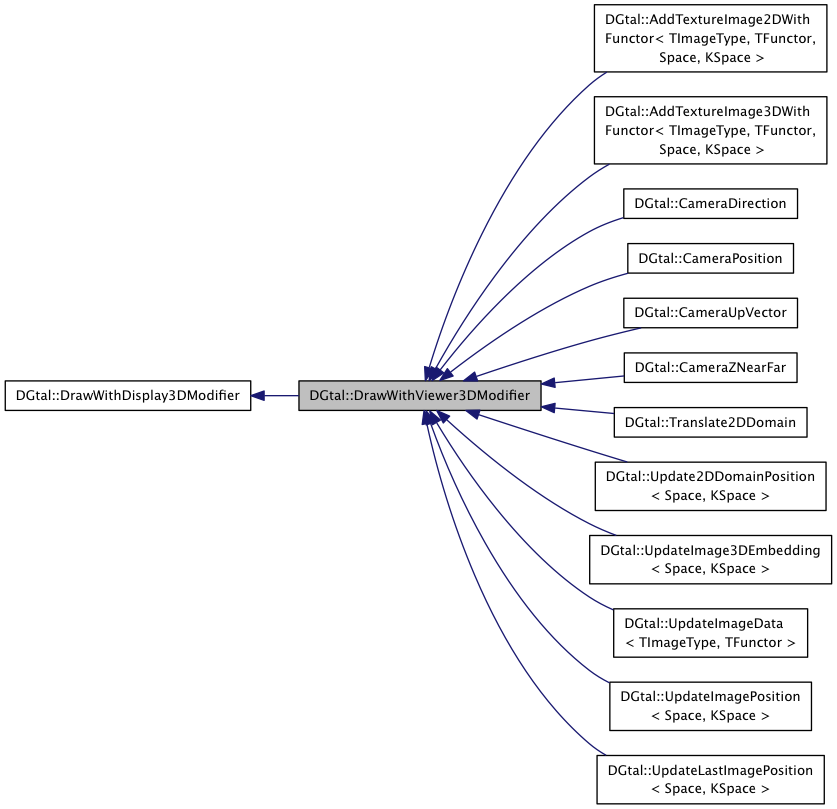 DGtal::AddTextureImage2DWith
Functor< TImageType, TFunctor,
Space, KSpace >
DGtal::AddTextureImage3DWith
Functor< TImageType, TFunctor,
Space, KSpace >
DGtal::CameraDirection
DGtal::CameraPosition
DGtal::CameraUpVector
DGtal::CameraZNearFar
DGtal::DrawWithDisplay3DModifier
DGtal::DrawWithViewer3DModifier
DGtal::Translate2DDomain
DGtal::Update2DDomainPosition
< Space, KSpace >
DGtal::UpdateImage3DEmbedding
< Space, KSpace >
DGtal::UpdateImageData
< TImageType, TFunctor >
DGtal::UpdateImagePosition
< Space, KSpace >
DGtal::UpdateLastImagePosition
< Space, KSpace >